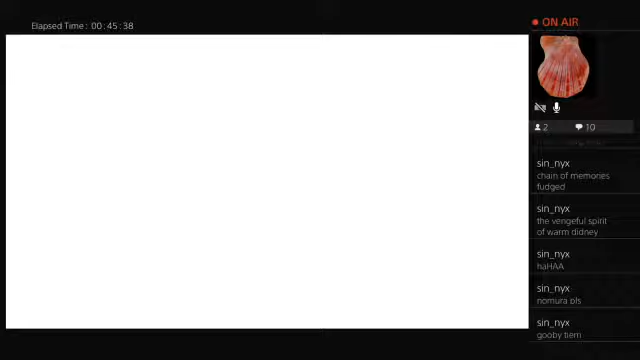 Elapsed Time : 00:45:38
ON AIR
2 10
sin_nyx
chain of memories
fudged
sin_nyx
the vengeful spirit
of warm didney
sin_nyx
haHAA
sin_nyx
nomura pls
sin_nyx
gooby tiem